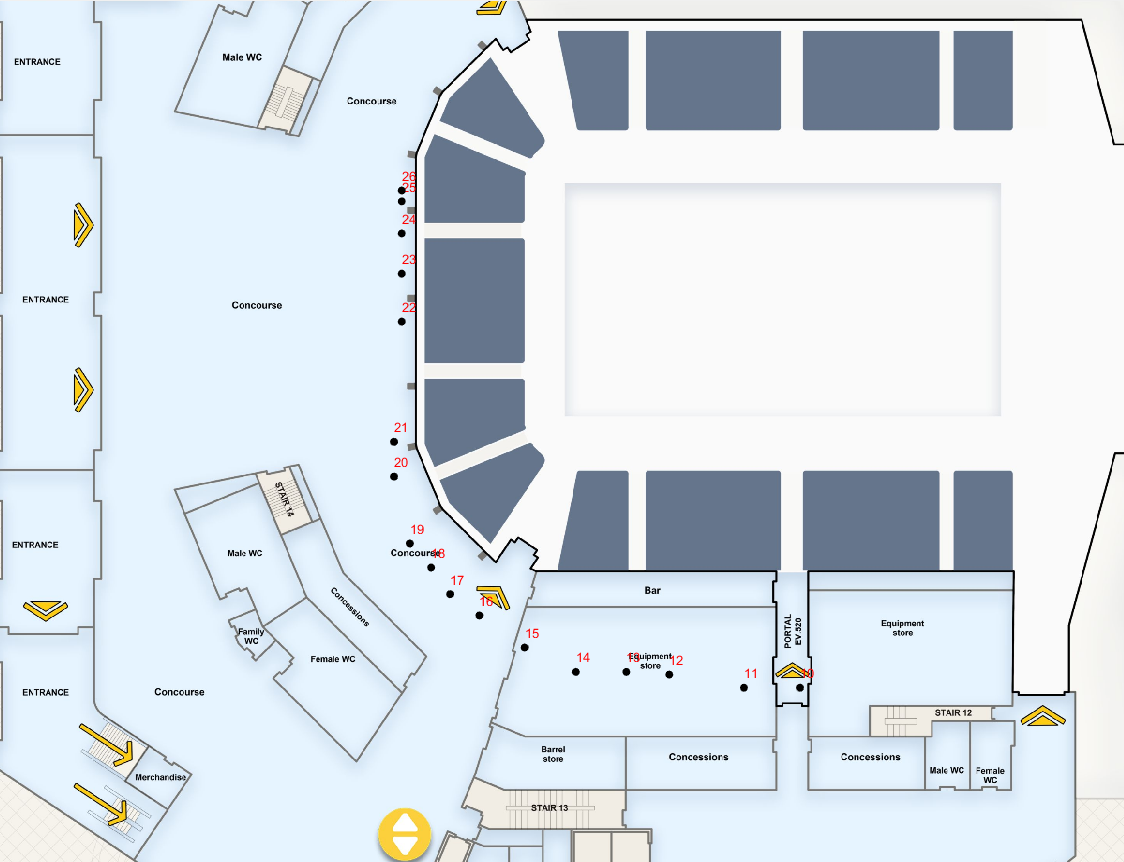 ENTRANCE
Male WC
Concourse
26
25
24
23
22
ENTRANCE
Concourse
21
20
STAIR 14
19
Concourse
18
17
16
ENTRANCE
Male WC
Concessions
Family
WC
Female WC
Bar
15
14
13
12
11
10
Equipment
store
PORTAL
EV 520
Equipment
store
ENTRANCE
Concourse
STAIR 12
Barrel
store
Concessions
Concessions
Male WC
Female
WC
Merchandise
STAIR 13